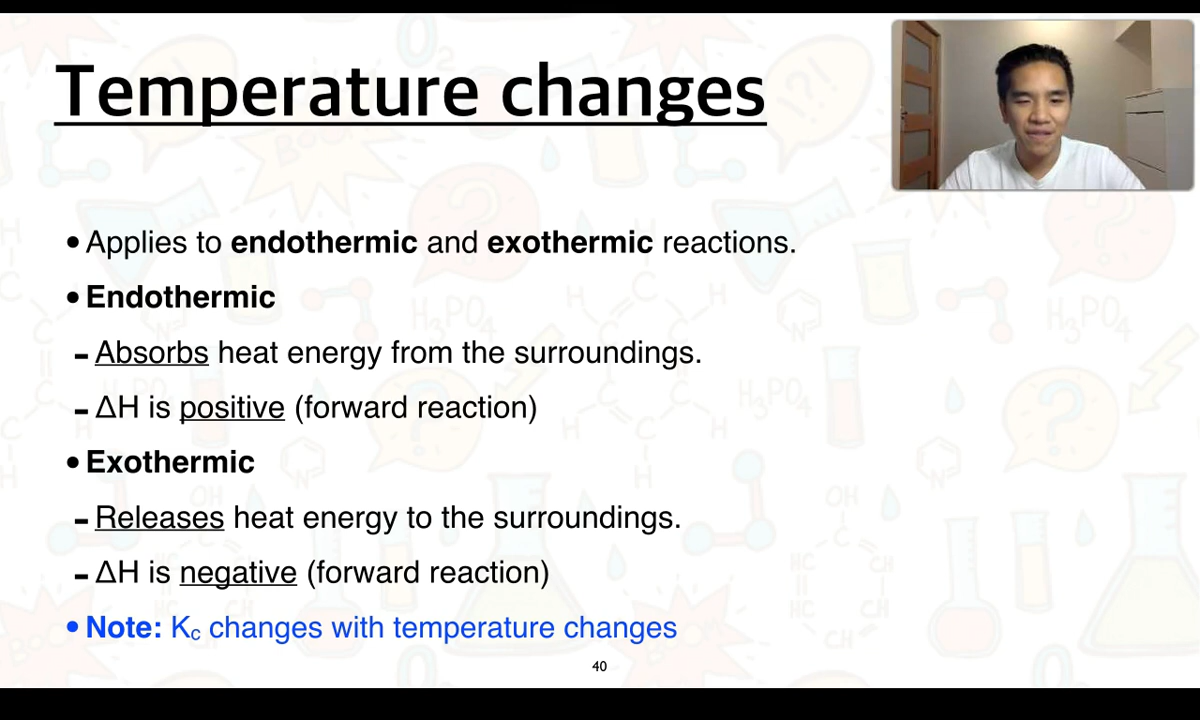 Temperature changes
• Applies to endothermic and exothermic reactions.
• Endothermic
- Absorbs heat energy from the surroundings.
- ΔH is positive (forward reaction)
• Exothermic
- Releases heat energy to the surroundings.
- ΔH is negative (forward reaction)
• Note: Kc changes with temperature changes
40